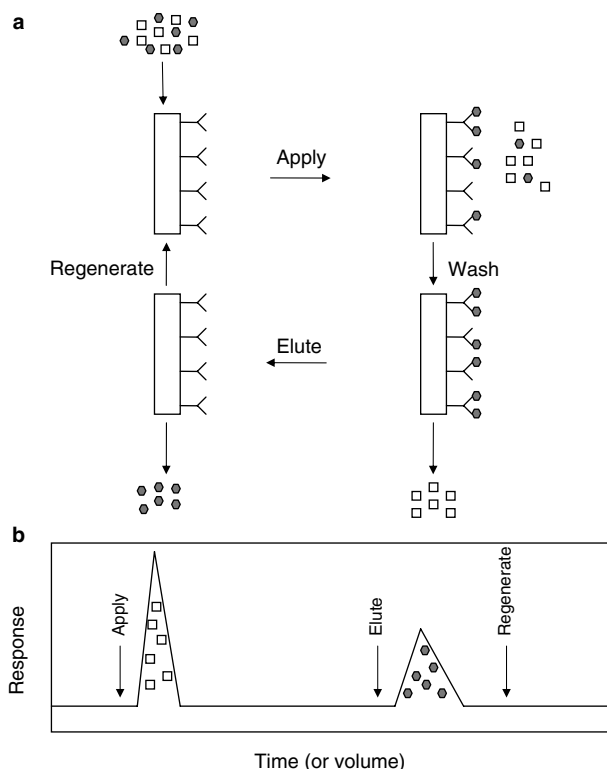 a
Apply
Regenerate
Wash
Elute
b
Response
Apply
Elute
Regenerate
Time (or volume)